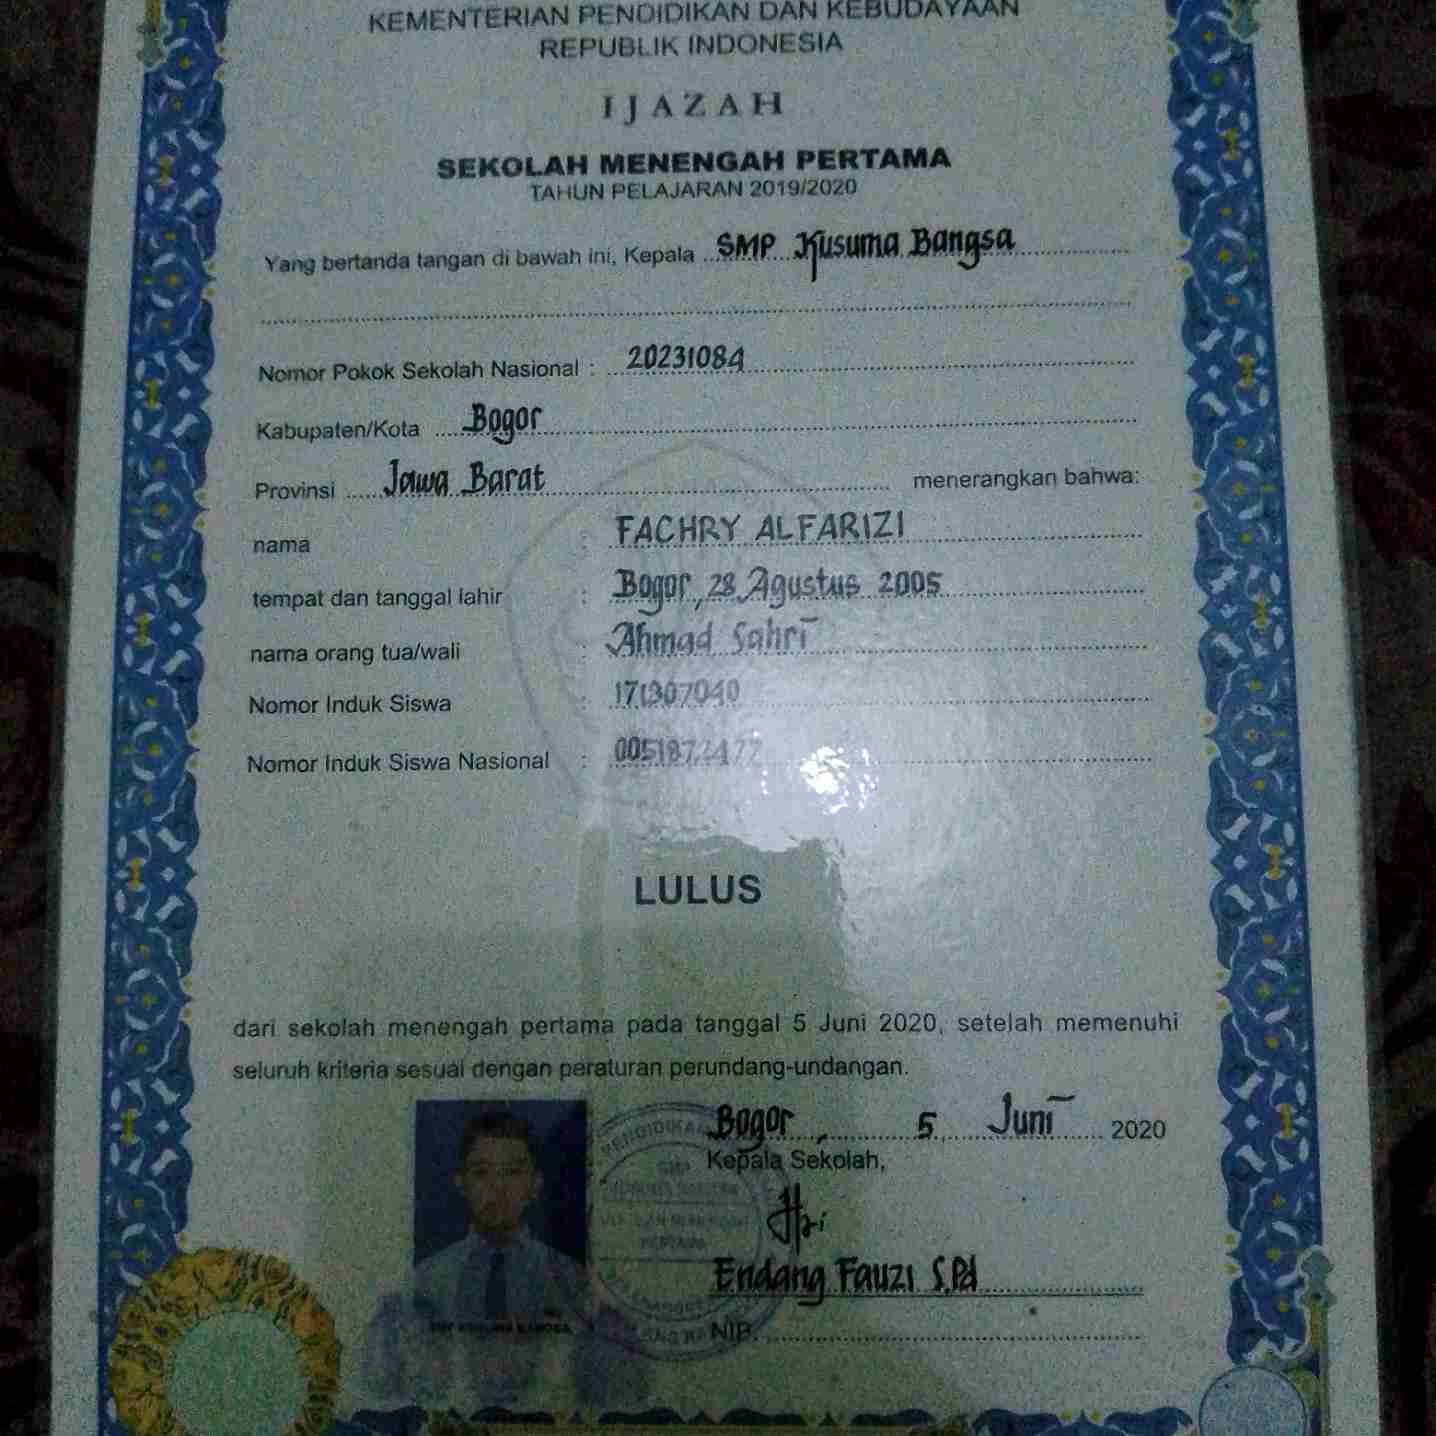 KEMENTERIAN PENDIDIKAN DAN KEBUDAYAAN
REPUBLIK INDONESIA
IJAZAH
SEKOLAH MENENGAH PERTAMA
TAHUN PELAJARAN 2019/2020
Yang bertanda tangan di bawah ini, Kepala SMP Kusuma Bangsa
Nomor Pokok Sekolah Nasional : 20231084
Kabupaten/Kota Bogor
Provinsi Jawa Barat menerangkan bahwa:
nama : FACHRY ALFARIZI
tempat dan tanggal lahir : Bogor, 28 Agustus 2005
nama orang tua/wali : Ahmad Sahri
Nomor Induk Siswa : 171307040
Nomor Induk Siswa Nasional :
LULUS
dari sekolah menengah pertama pada tanggal 5 Juni 2020, setelah memenuhi
seluruh kriteria sesuai dengan peraturan perundang-undangan.
Bogor, 5 Juni 2020
Kepala Sekolah,
Endang Fauzi S.Pd
NIP.